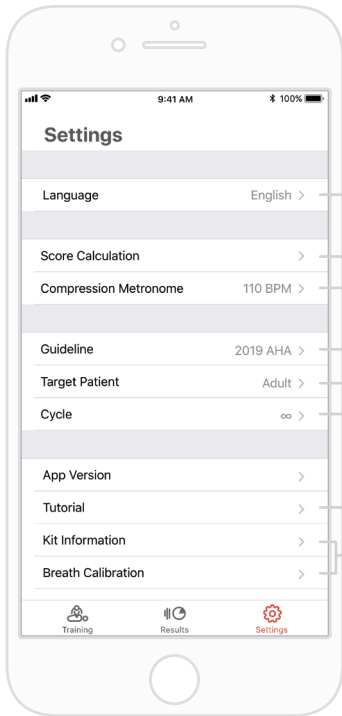 9:41 AM 100%
Settings
Language English >
Score Calculation >
Compression Metronome 110 BPM >
Guideline 2019 AHA >
Target Patient Adult >
Cycle ∞ >
App Version >
Tutorial >
Kit Information >
Breath Calibration >
Training Results Settings